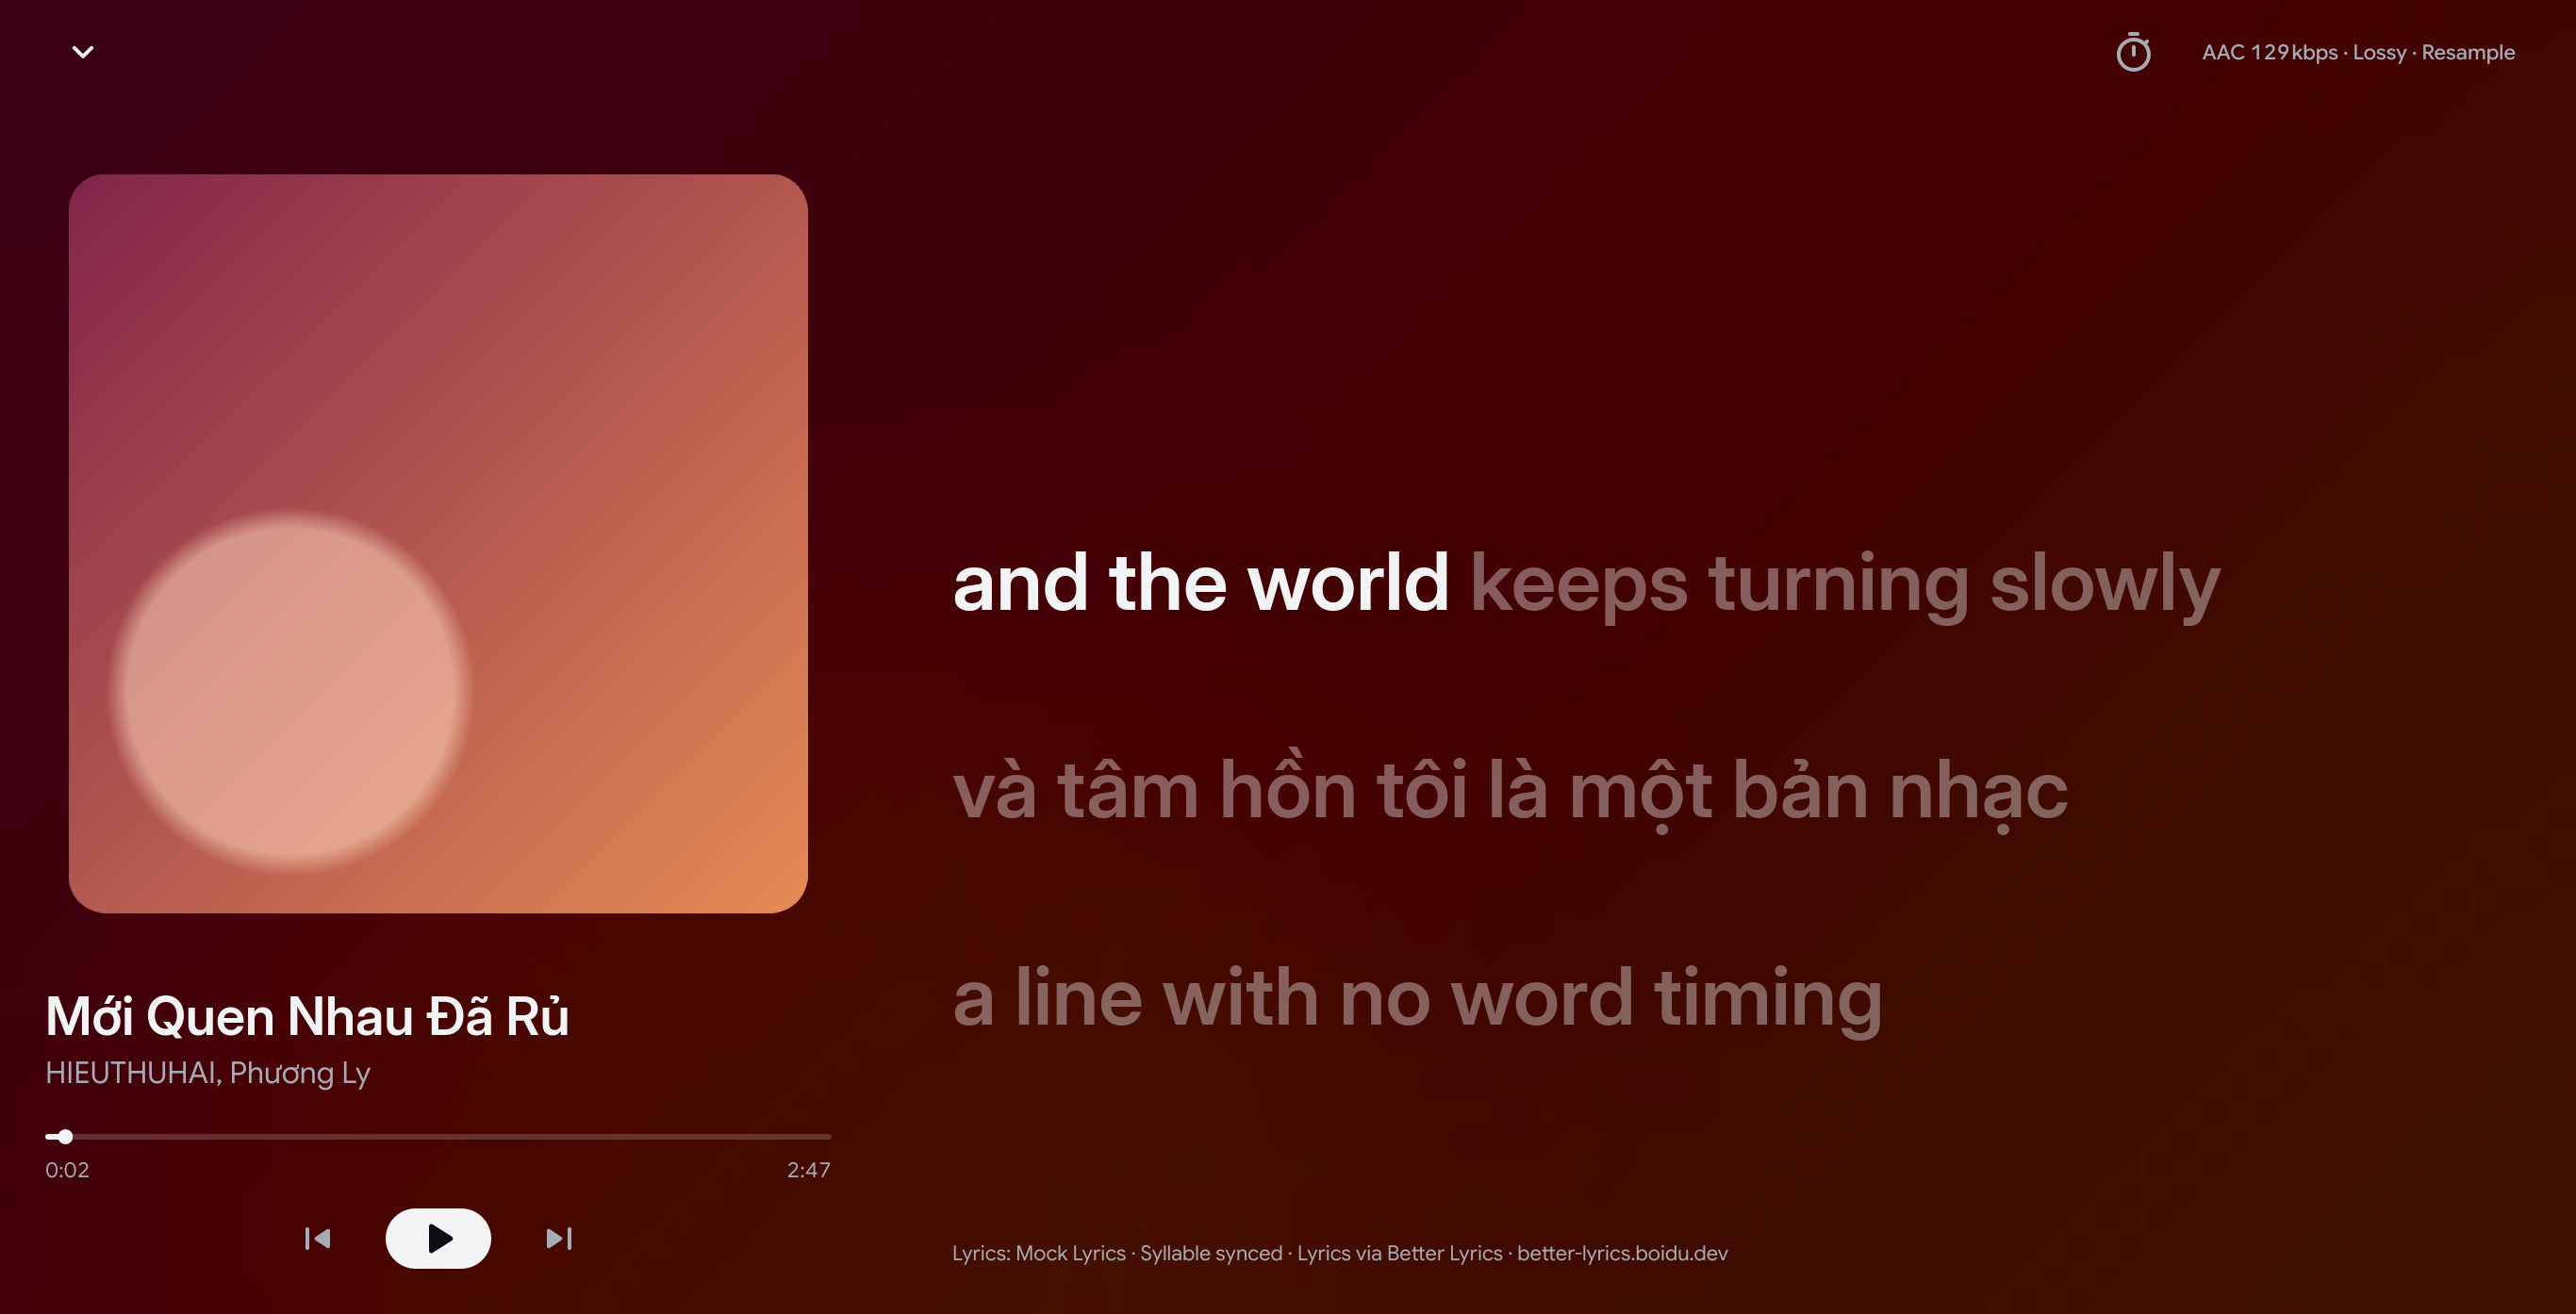 AAC 129 kbps · Lossy · Resample
and the world keeps turning slowly
và tâm hồn tôi là một bản nhạc
a line with no word timing
Mới Quen Nhau Đã Rủ
HIEUTHUHAI, Phương Ly
0:02 2:47
Lyrics: Mock Lyrics · Syllable synced · Lyrics via Better Lyrics · better-lyrics.boidu.dev